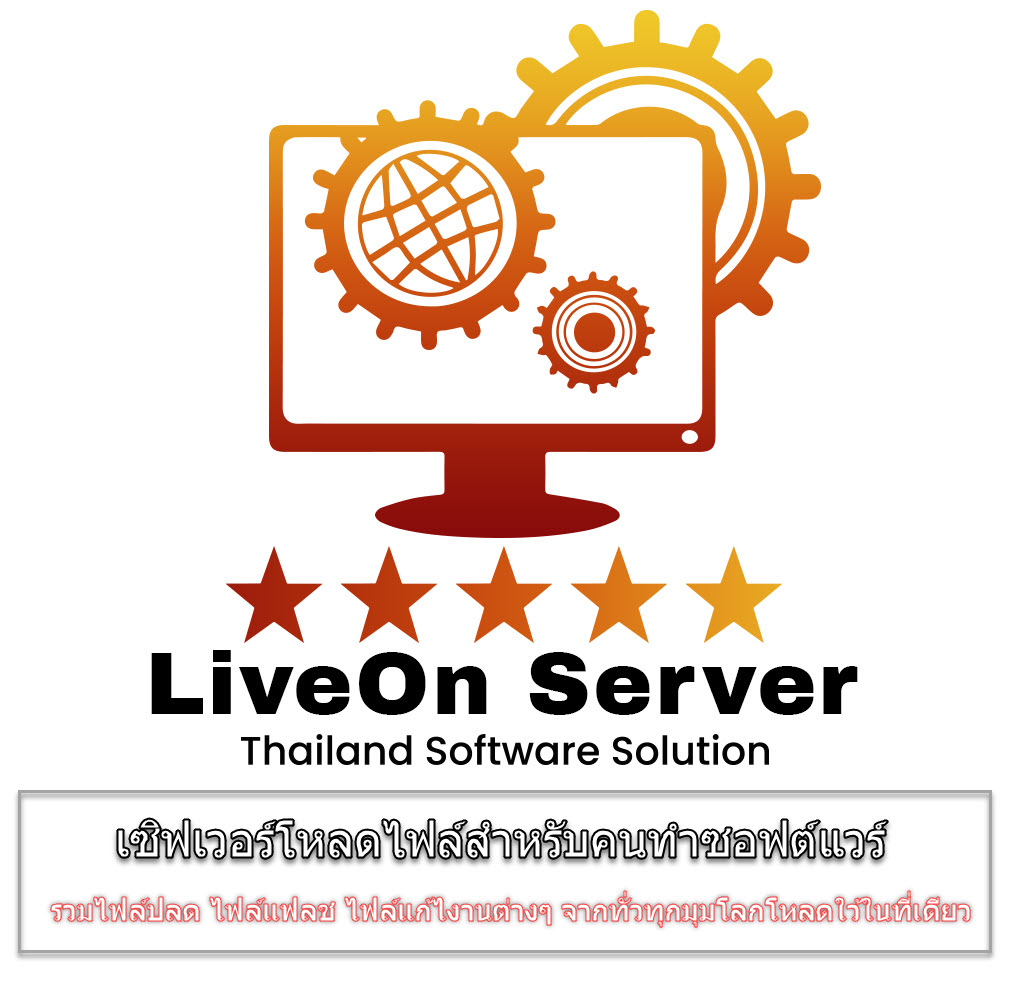 LiveOn Server
Thailand Software Solution
เซิฟเวอร์โหลดไฟล์สำหรับคนทำซอฟต์แวร์
รวมไฟล์ปลด ไฟล์แฟลช ไฟล์แก้ไงานต่างๆ จากทั่วทุกมุมโลกโหลดใว้ในที่เดียว